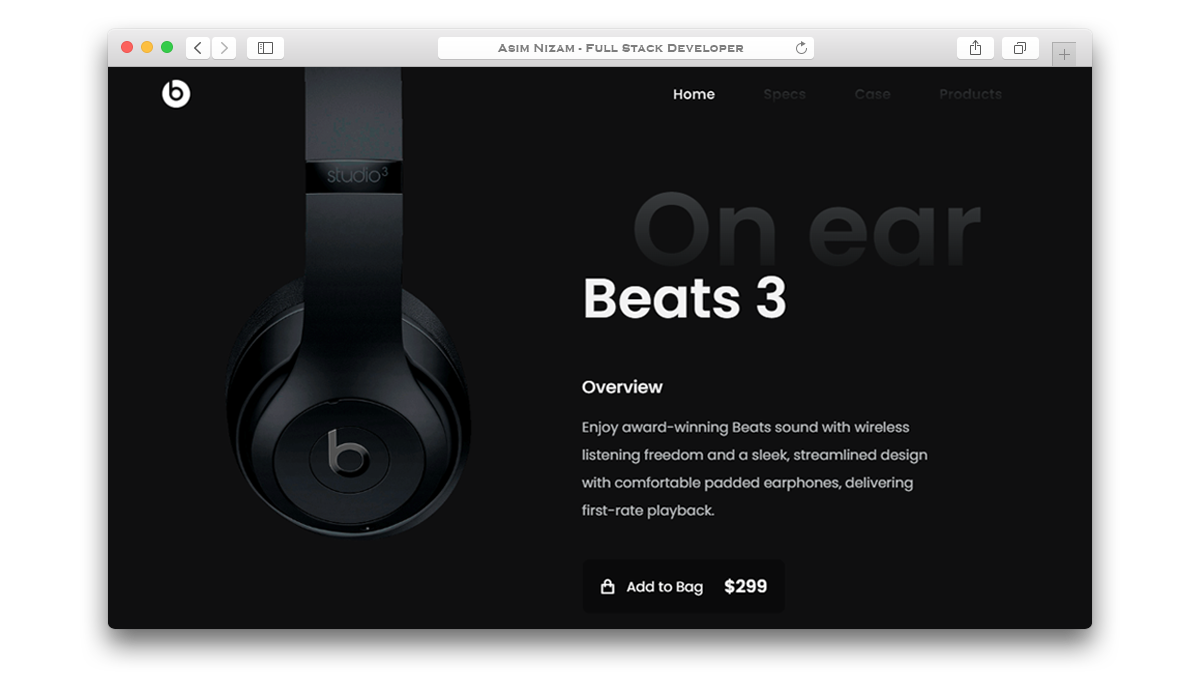 Asim Nizam - Full Stack Developer
Home Specs Case Products
studio3
On ear
Beats 3
Overview
Enjoy award-winning Beats sound with wireless
listening freedom and a sleek, streamlined design
with comfortable padded earphones, delivering
first-rate playback.
Add to Bag $299